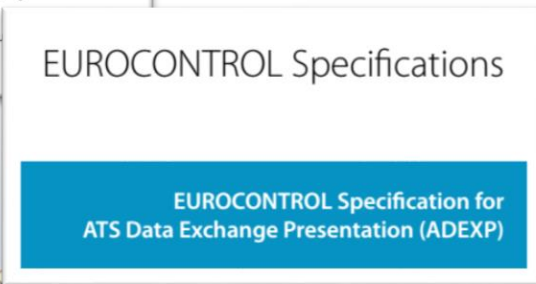 EUROCONTROL Specifications
EUROCONTROL Specification for
ATS Data Exchange Presentation (ADEXP)